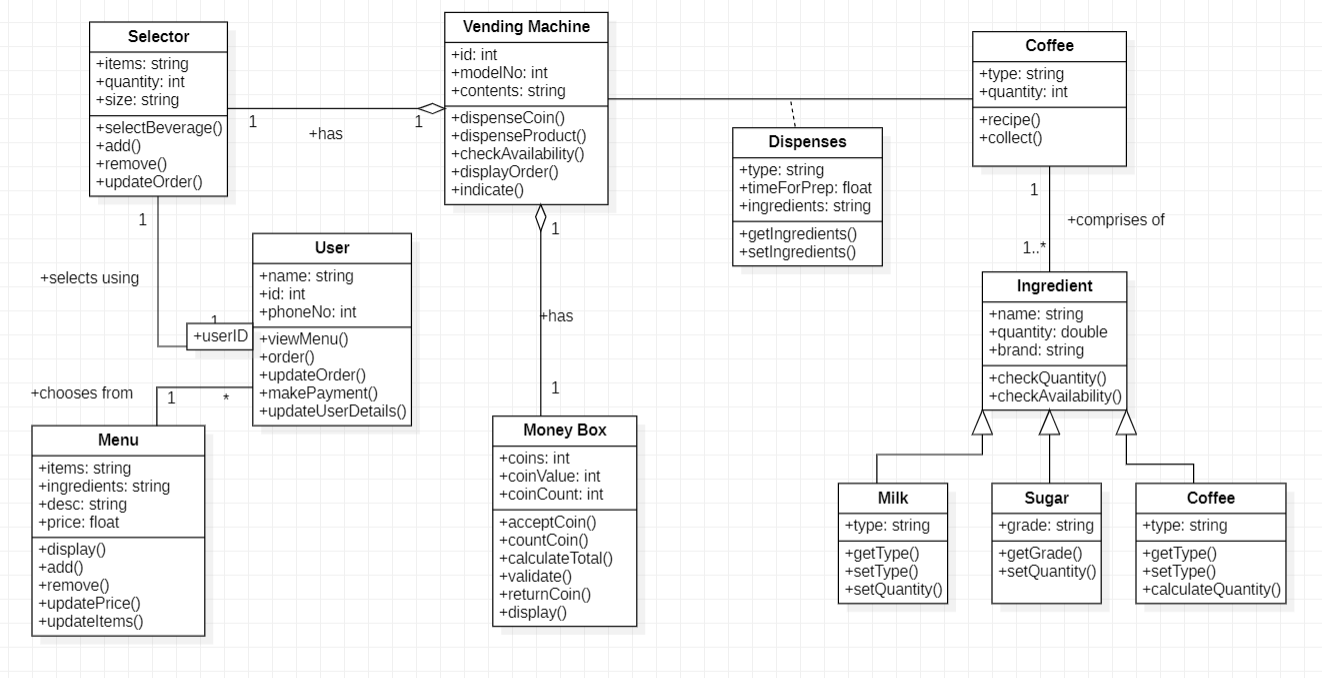 Selector
+items: string
+quantity: int
+size: string
+selectBeverage()
+add()
+remove()
+updateOrder()
1
+has
1
Vending Machine
+id: int
+modelNo: int
+contents: string
+dispenseCoin()
+dispenseProduct()
+checkAvailability()
+displayOrder()
+indicate()
Dispenses
+type: string
+timeForPrep: float
+ingredients: string
+getIngredients()
+setIngredients()
Coffee
+type: string
+quantity: int
+recipe()
+collect()
1
+comprises of
1..*
1
+selects using
1
+userID
User
+name: string
+id: int
+phoneNo: int
+viewMenu()
+order()
+updateOrder()
+makePayment()
+updateUserDetails()
1
+has
1
Ingredient
+name: string
+quantity: double
+brand: string
+checkQuantity()
+checkAvailability()
+chooses from
1
*
Menu
+items: string
+ingredients: string
+desc: string
+price: float
+display()
+add()
+remove()
+updatePrice()
+updateItems()
Money Box
+coins: int
+coinValue: int
+coinCount: int
+acceptCoin()
+countCoin()
+calculateTotal()
+validate()
+returnCoin()
+display()
Milk
+type: string
+getType()
+setType()
+setQuantity()
Sugar
+grade: string
+getGrade()
+setQuantity()
Coffee
+type: string
+getType()
+setType()
+calculateQuantity()